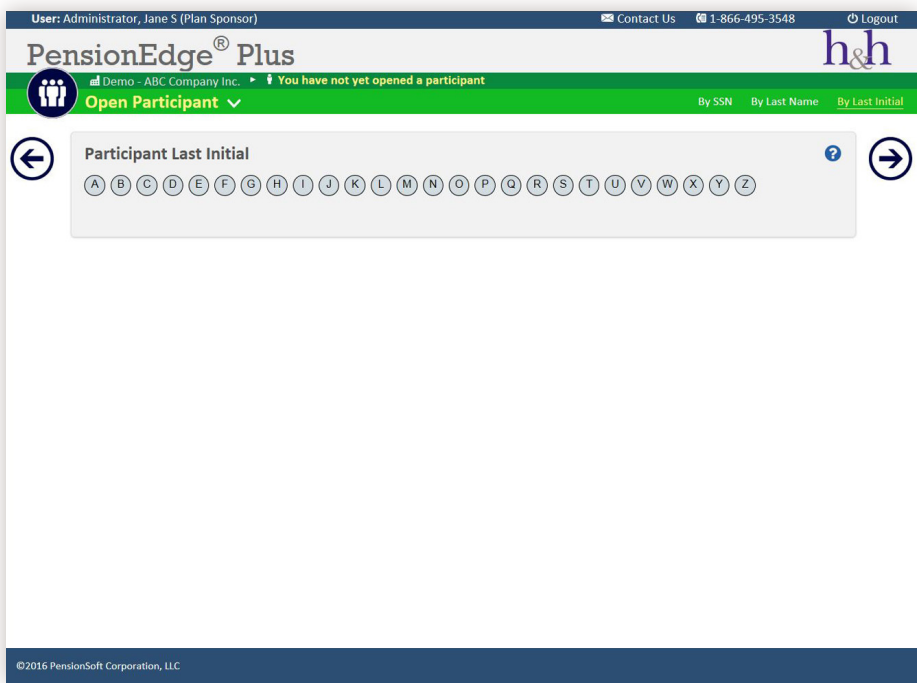 User: Administrator, Jane S (Plan Sponsor) Contact Us 1-866-495-3548 Logout
PensionEdge® Plus h&h
Demo - ABC Company Inc. You have not yet opened a participant
Open Participant By SSN By Last Name By Last Initial
Participant Last Initial ?
A B C D E F G H I J K L M N O P Q R S T U V W X Y Z
©2016 PensionSoft Corporation, LLC